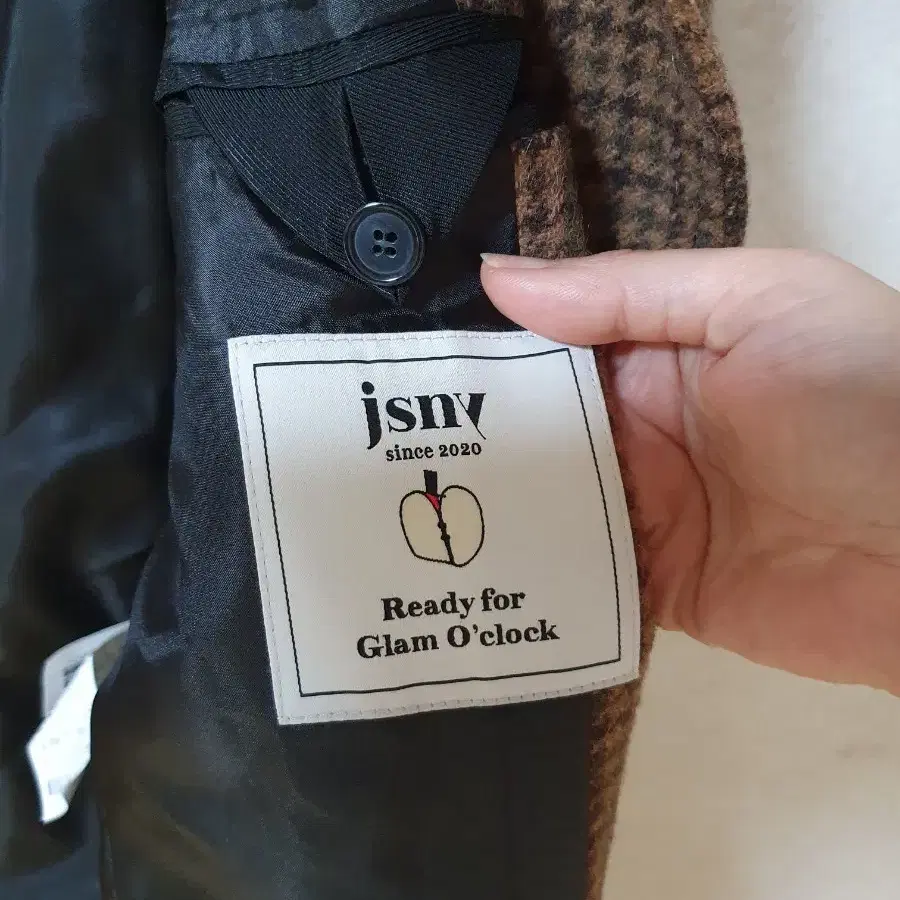 jsny
since 2020
Ready for
Glam O'clock